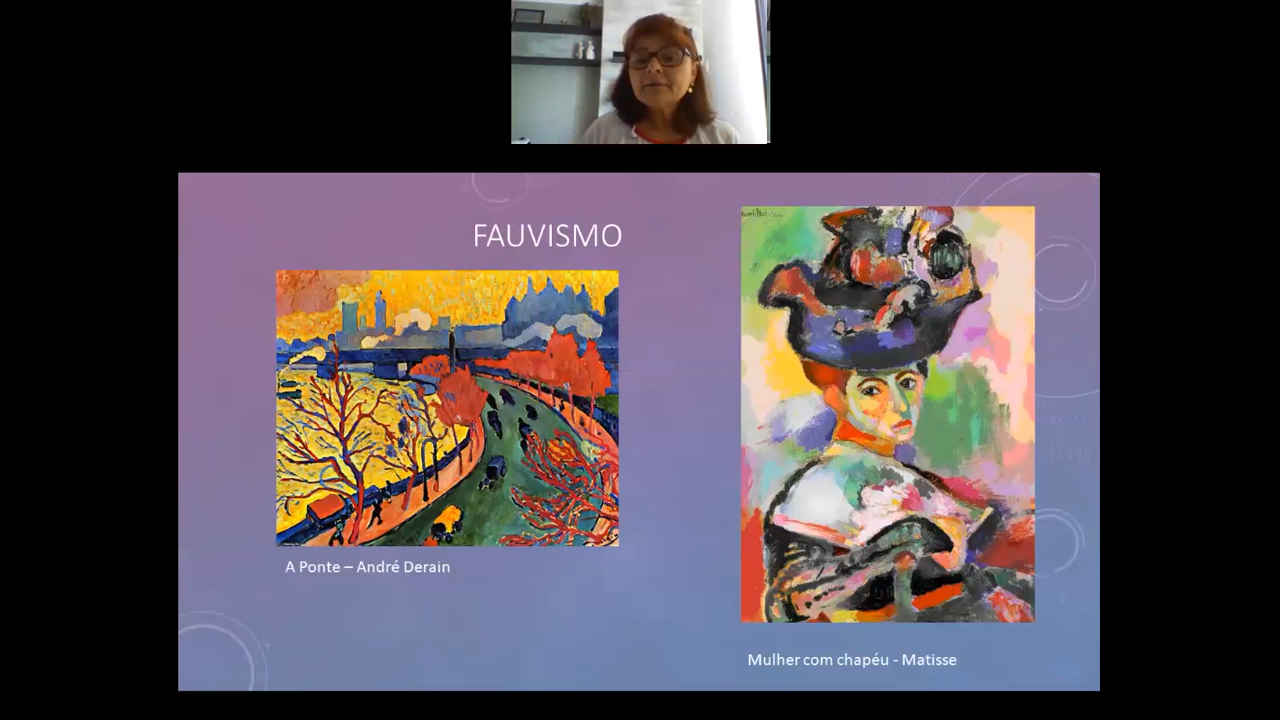 FAUVISMO
A Ponte – André Derain
Mulher com chapéu - Matisse